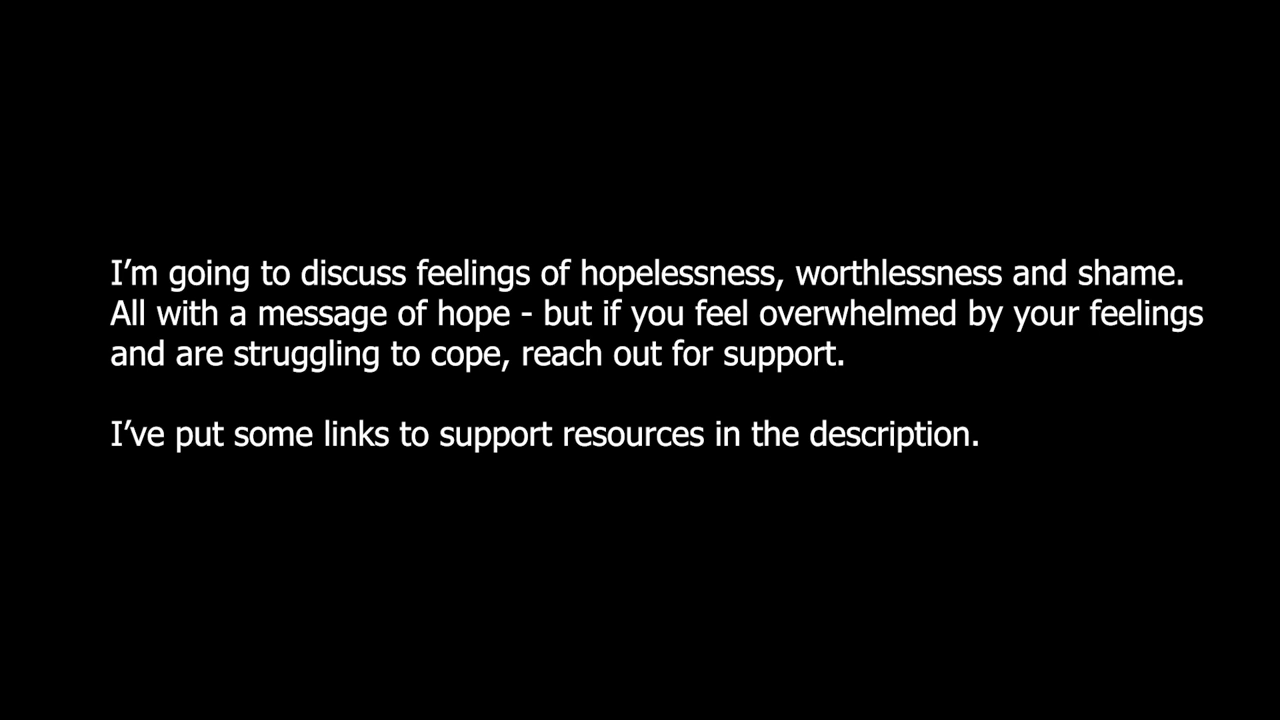 I’m going to discuss feelings of hopelessness, worthlessness and shame.
All with a message of hope - but if you feel overwhelmed by your feelings
and are struggling to cope, reach out for support.
I’ve put some links to support resources in the description.